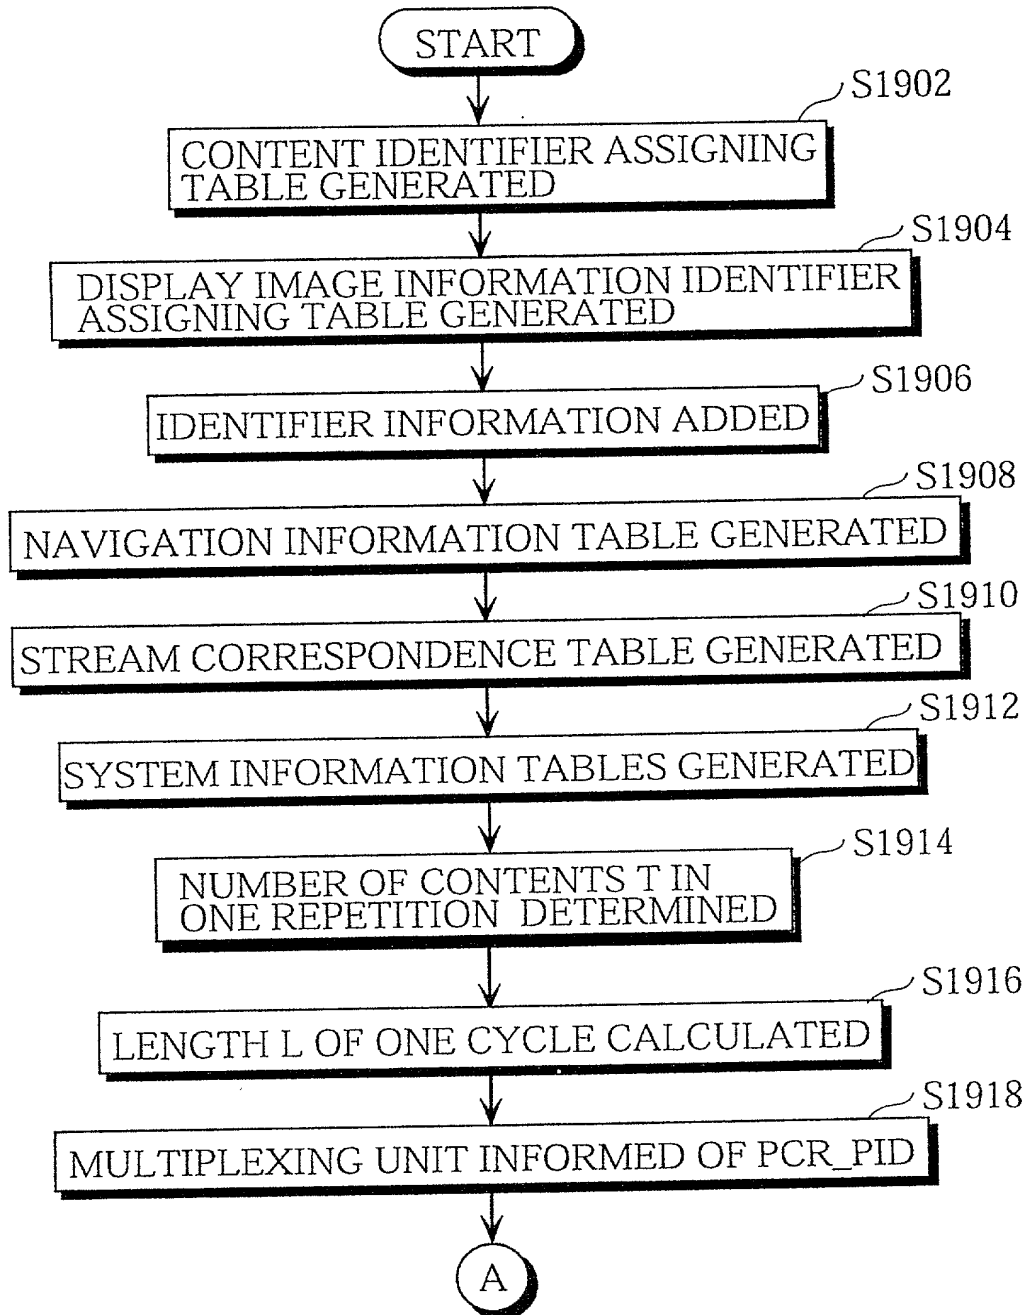 START
S1902
CONTENT IDENTIFIER ASSIGNING
TABLE GENERATED
S1904
DISPLAY IMAGE INFORMATION IDENTIFIER
ASSIGNING TABLE GENERATED
S1906
IDENTIFIER INFORMATION ADDED
S1908
NAVIGATION INFORMATION TABLE GENERATED
S1910
STREAM CORRESPONDENCE TABLE GENERATED
S1912
SYSTEM INFORMATION TABLES GENERATED
S1914
NUMBER OF CONTENTS T IN
ONE REPETITION DETERMINED
S1916
LENGTH L OF ONE CYCLE CALCULATED
S1918
MULTIPLEXING UNIT INFORMED OF PCR_PID
A